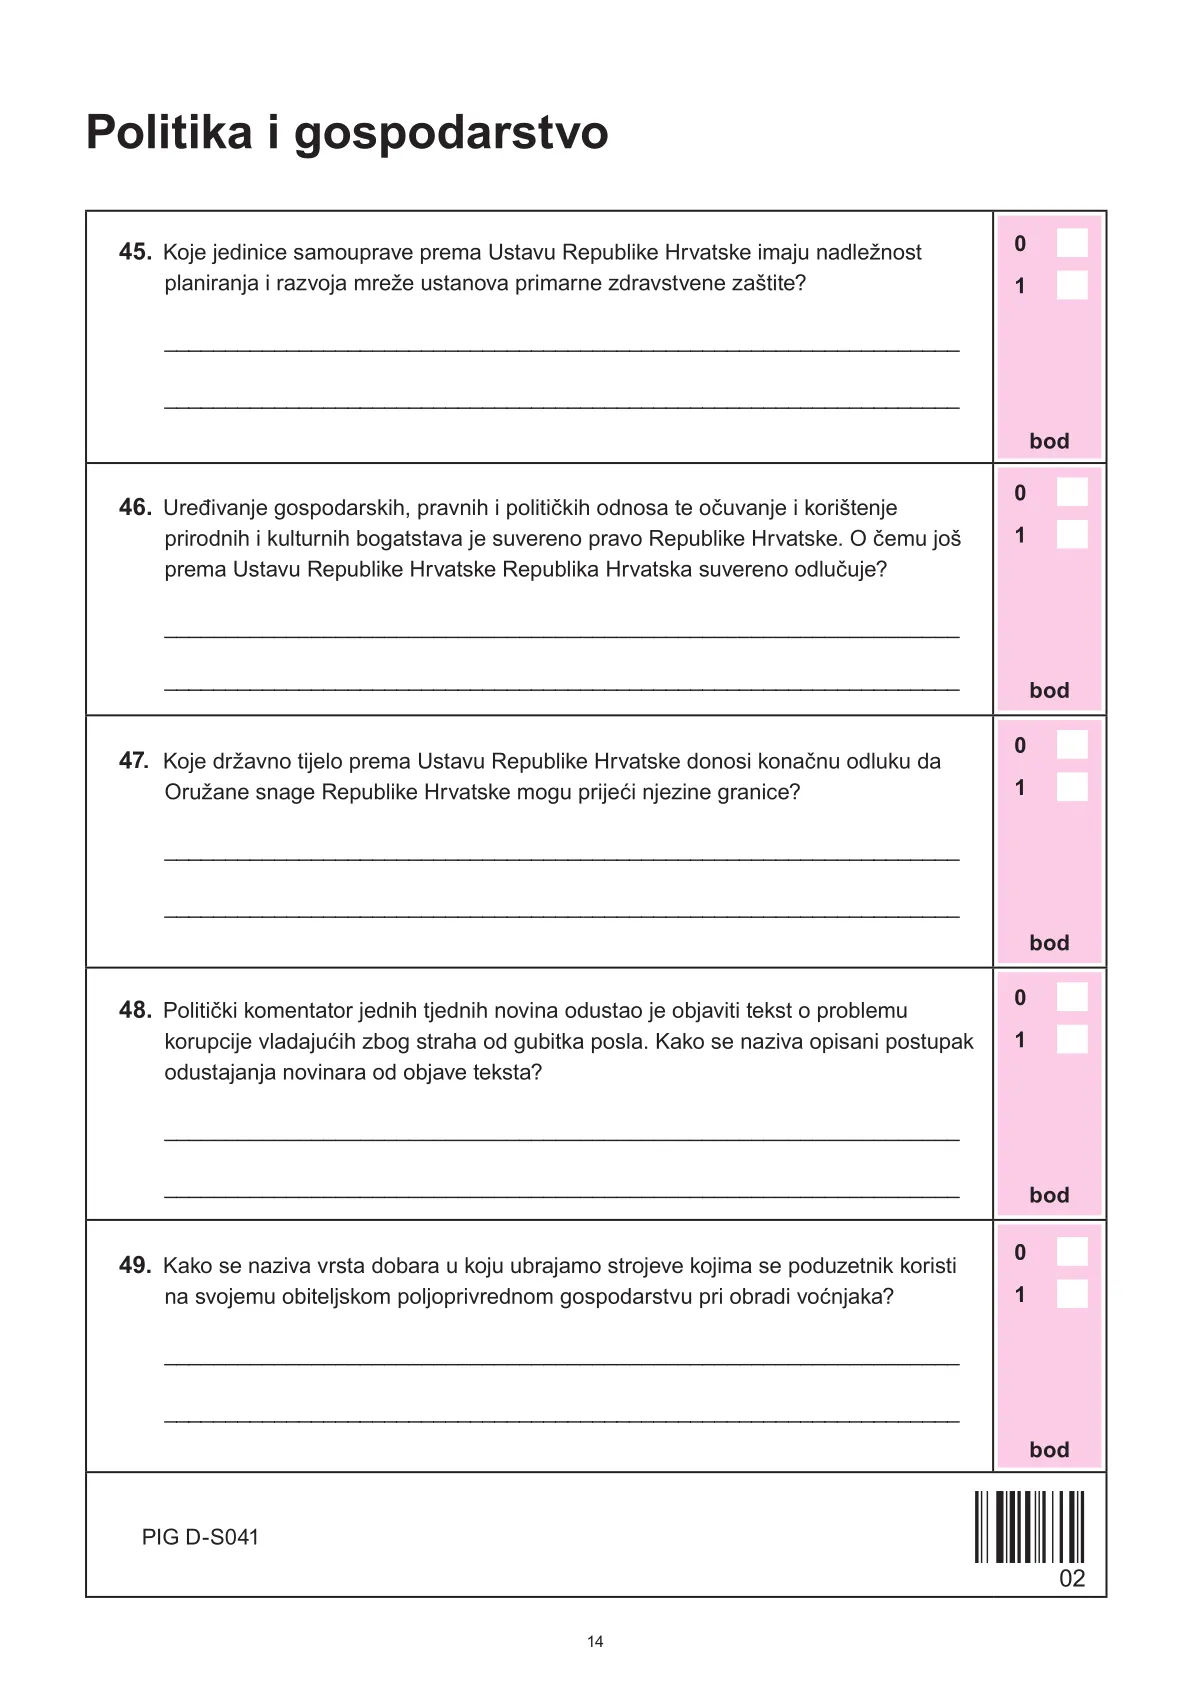 Politika i gospodarstvo
45. Koje jedinice samouprave prema Ustavu Republike Hrvatske imaju nadležnost
planiranja i razvoja mreže ustanova primarne zdravstvene zaštite?
0
1
bod
46. Uređivanje gospodarskih, pravnih i političkih odnosa te očuvanje i korištenje
prirodnih i kulturnih bogatstava je suvereno pravo Republike Hrvatske. O čemu još
prema Ustavu Republike Hrvatske Republika Hrvatska suvereno odlučuje?
0
1
bod
47. Koje državno tijelo prema Ustavu Republike Hrvatske donosi konačnu odluku da
Oružane snage Republike Hrvatske mogu prijeći njezine granice?
0
1
bod
48. Politički komentator jednih tjednih novina odustao je objaviti tekst o problemu
korupcije vladajućih zbog straha od gubitka posla. Kako se naziva opisani postupak
odustajanja novinara od objave teksta?
0
1
bod
49. Kako se naziva vrsta dobara u koju ubrajamo strojeve kojima se poduzetnik koristi
na svojemu obiteljskom poljoprivrednom gospodarstvu pri obradi voćnjaka?
0
1
bod
PIG D-S041
02
14